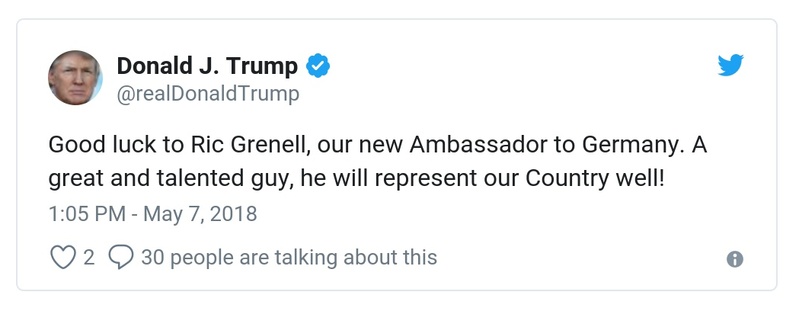 Donald J. Trump
@realDonaldTrump
Good luck to Ric Grenell, our new Ambassador to Germany. A
great and talented guy, he will represent our Country well!
1:05 PM - May 7, 2018
2 30 people are talking about this